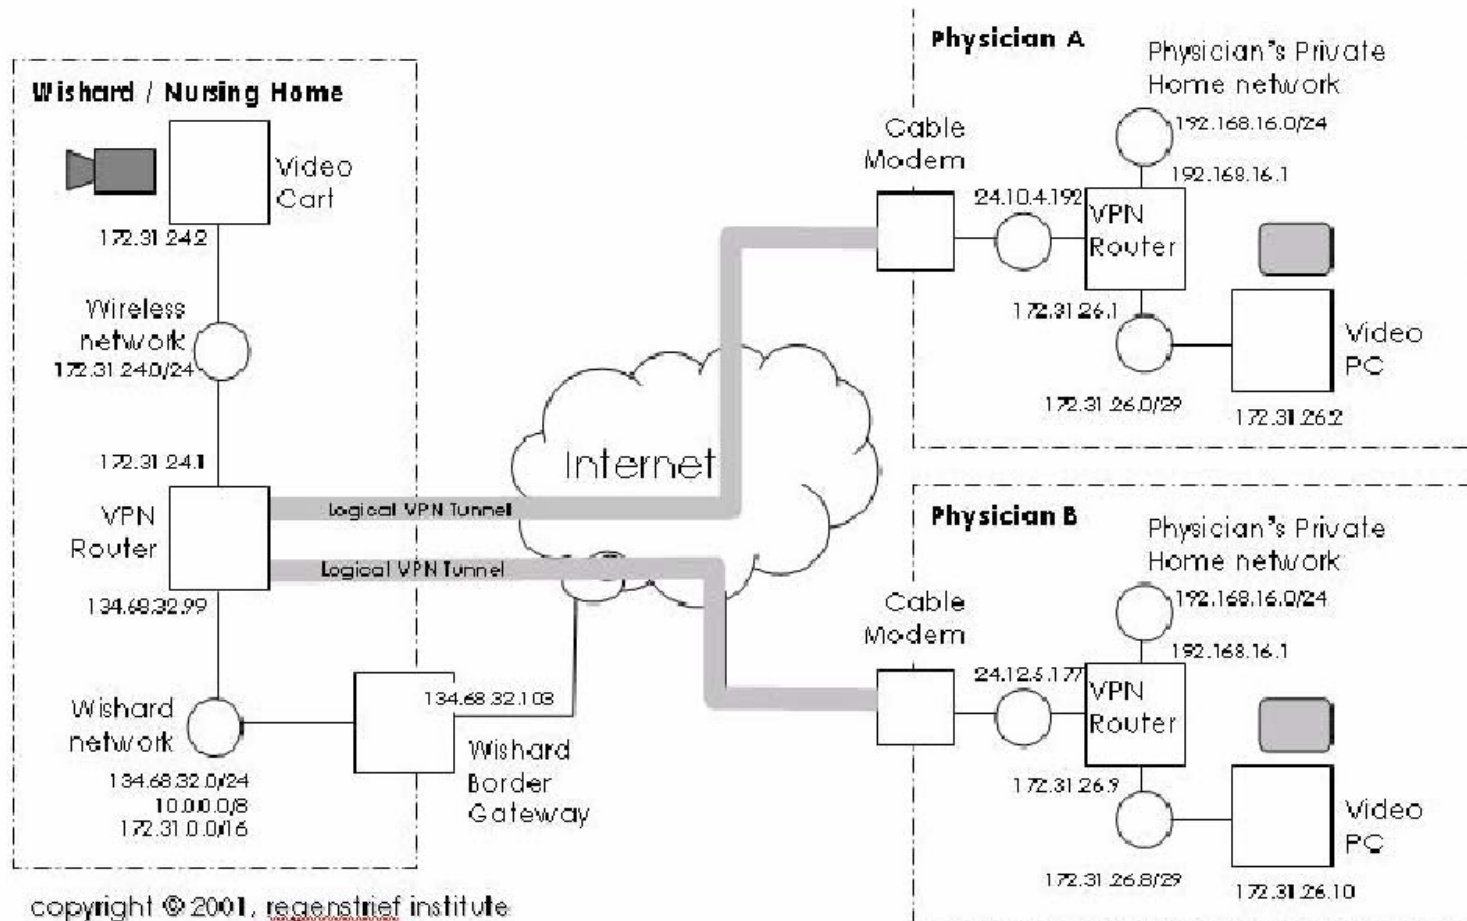 Wishard / Nursing Home
Video
Cart
172.31.24.2
Wireless
network
172.31.24.0/24
172.31.24.1
VPN
Router
134.68.32.99
Wishard
network
134.68.32.0/24
10.0.0.0/8
172.31.0.0/16
134.68.32.103
Wishard
Border
Gateway
Logical VPN Tunnel
Logical VPN Tunnel
Internet
Physician A
Physician's Private
Home network
192.168.16.0/24
192.168.16.1
Cable
Modem
24.10.4.192
VPN
Router
172.31.26.1
172.31.26.0/29
Video
PC
172.31.26.2
Physician B
Physician's Private
Home network
192.168.16.0/24
192.168.16.1
Cable
Modem
24.12.5.177
VPN
Router
172.31.26.9
172.31.26.8/29
Video
PC
172.31.26.10
copyright © 2001, regenstrief institute